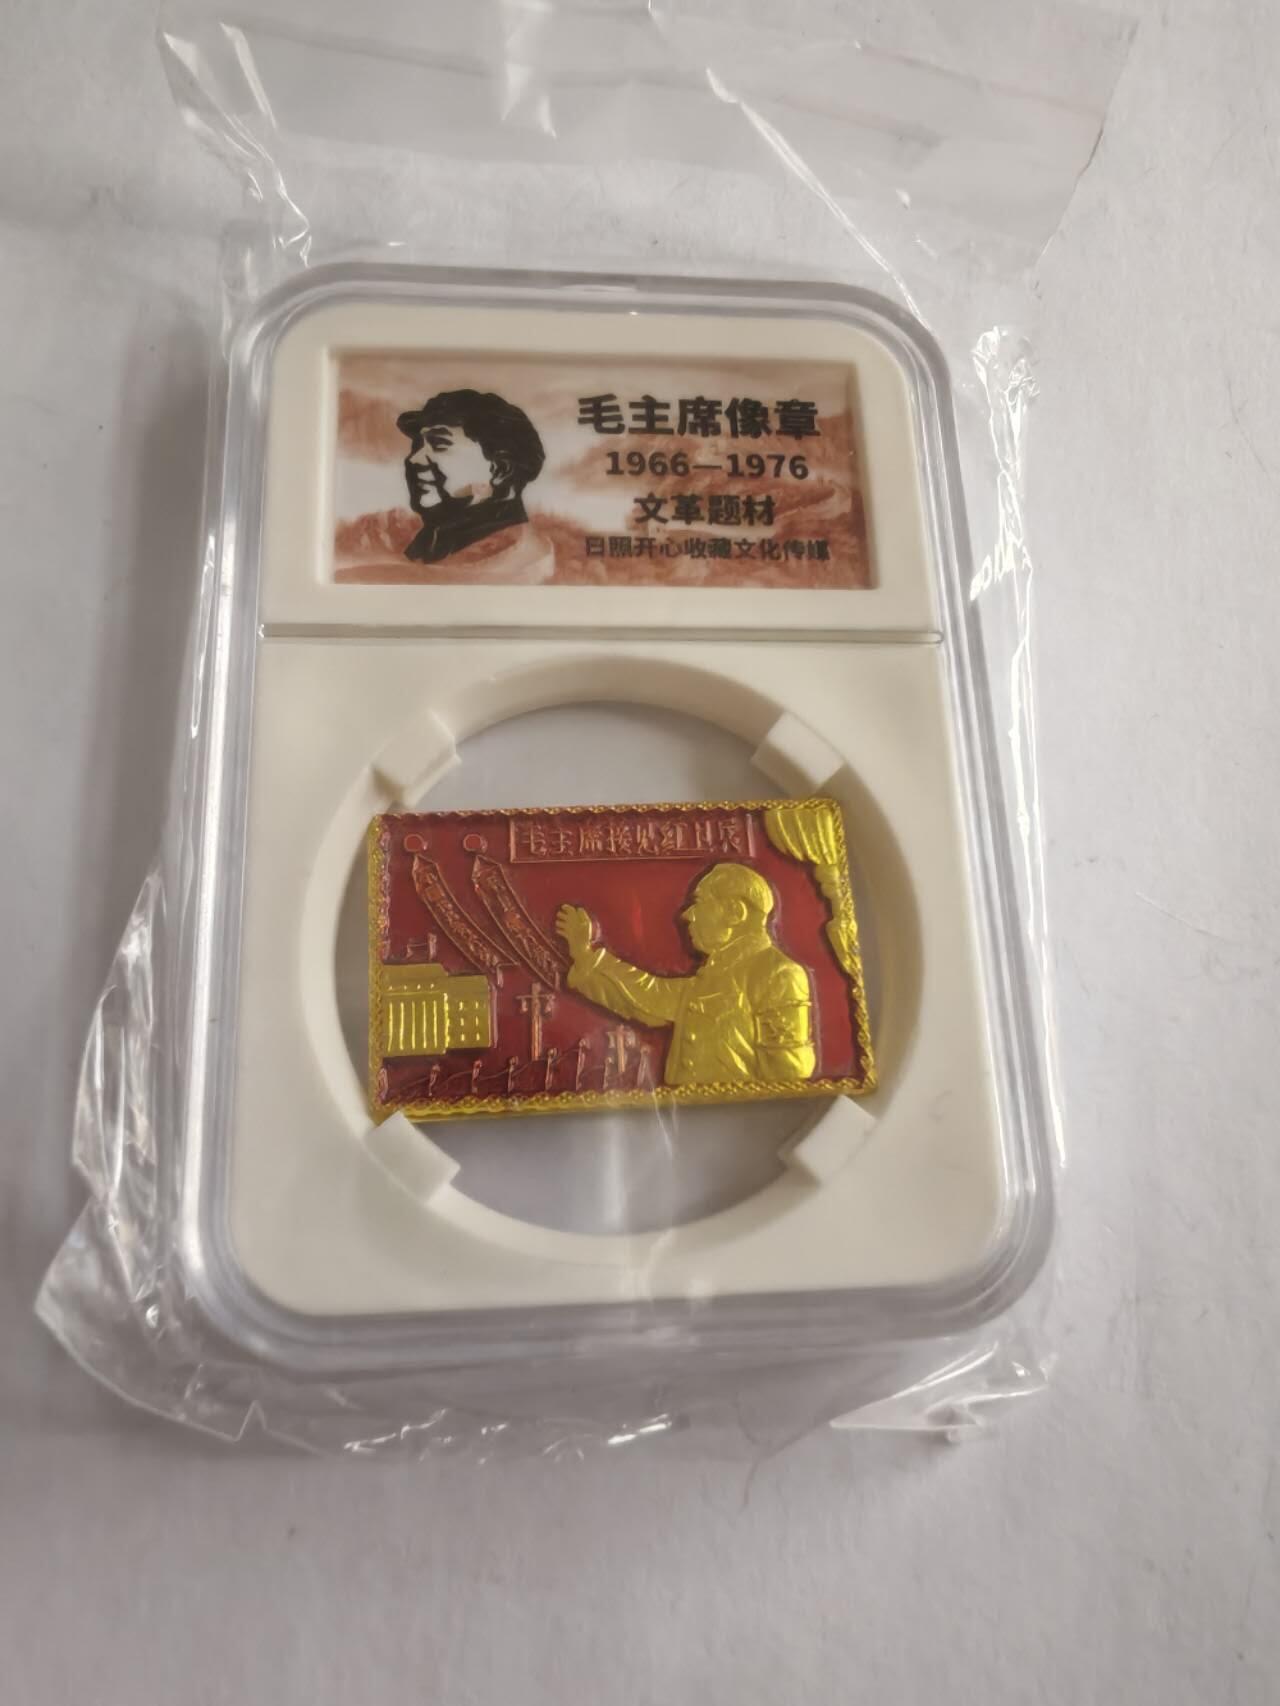 毛主席像章
1966—1976
文革题材
日照开心收藏文化传媒
毛主席接见红卫兵